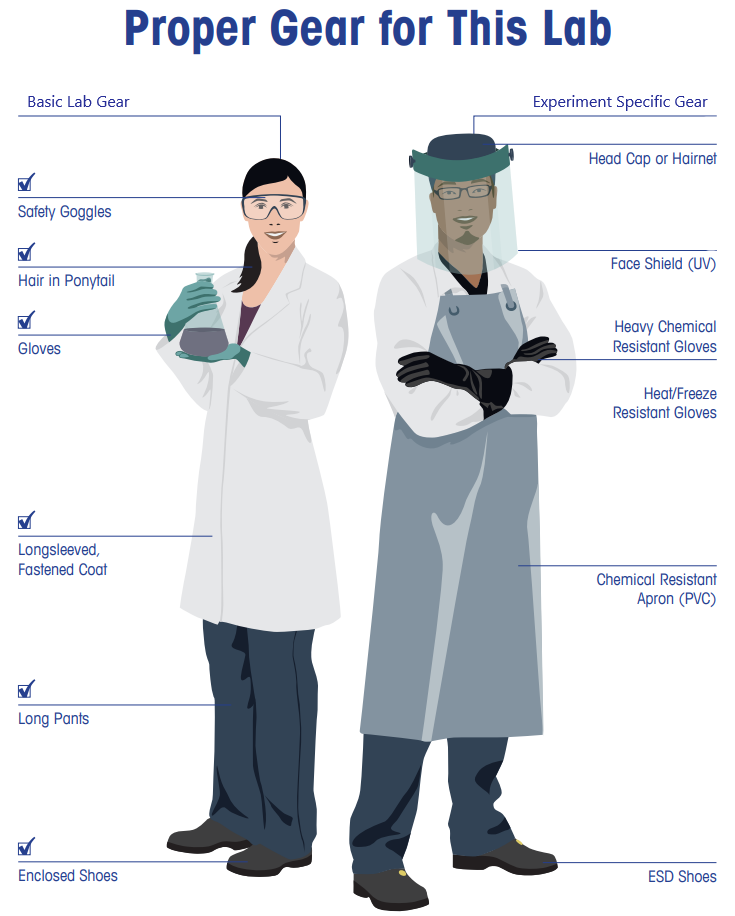 Proper Gear for This Lab
Basic Lab Gear
Safety Goggles
Hair in Ponytail
Gloves
Longsleeved,
Fastened Coat
Long Pants
Enclosed Shoes
Experiment Specific Gear
Head Cap or Hairnet
Face Shield (UV)
Heavy Chemical
Resistant Gloves
Heat/Freeze
Resistant Gloves
Chemical Resistant
Apron (PVC)
ESD Shoes